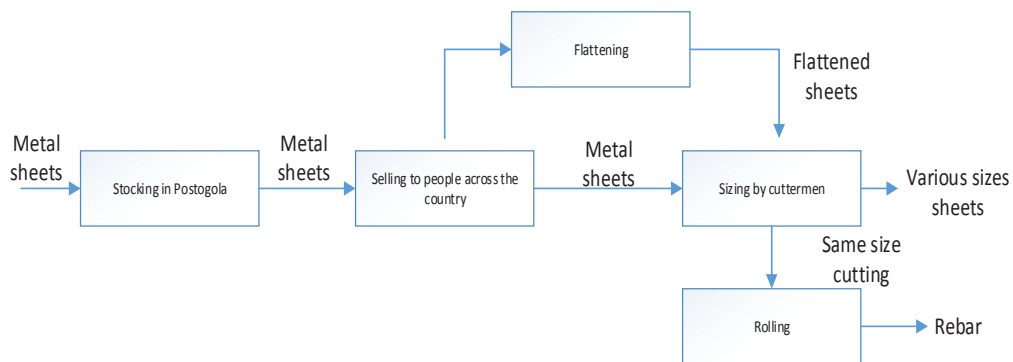 Flattening
Flattened
sheets
Metal
sheets
Stocking in Postogola
Metal
sheets
Selling to people across the
country
Metal
sheets
Sizing by cuttermen
Various sizes
sheets
Same size
cutting
Rolling
Rebar